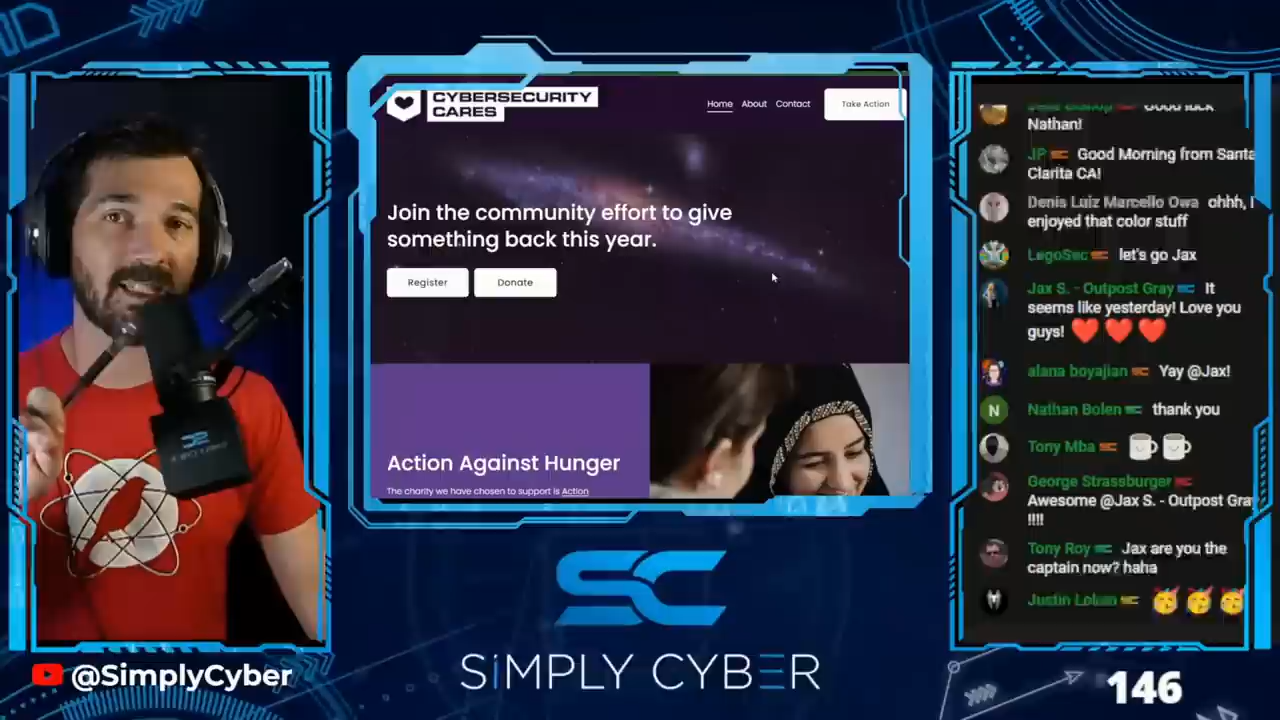 CYBERSECURITY
CARES
Home About Contact Take Action
Join the community effort to give
something back this year.
Register Donate
Action Against Hunger
The charity we have chosen to support is Action
SC
SIMPLY CYBER
@SimplyCyber
Good luck
Nathan!
JP Good Morning from Santa
Clarita CA!
Denis Luiz Marcello Owa ohhh, I
enjoyed that color stuff
LegoSec let's go Jax
Jax S. - Outpost Gray It
seems like yesterday! Love you
guys! ❤️ ❤️ ❤️
alana boyajian Yay @Jax!
N Nathan Bolen thank you
Tony Mba
George Strassburger
Awesome @Jax S. - Outpost Gray
!!!!
Tony Roy Jax are you the
captain now? haha
Justin
146